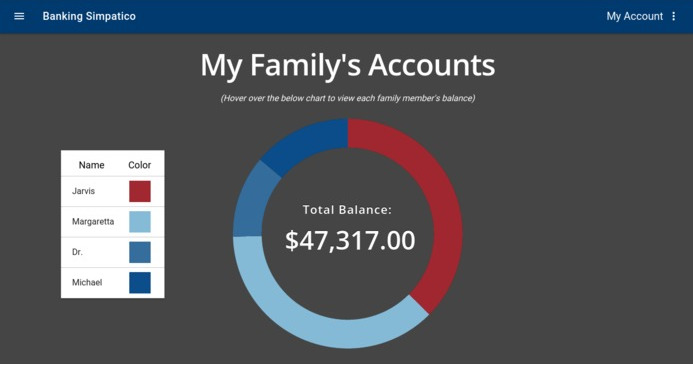 Banking Simpatico
My Account
My Family's Accounts
(Hover over the below chart to view each family member's balance)
Name Color
Jarvis
Margaretta
Dr.
Michael
Total Balance:
$47,317.00